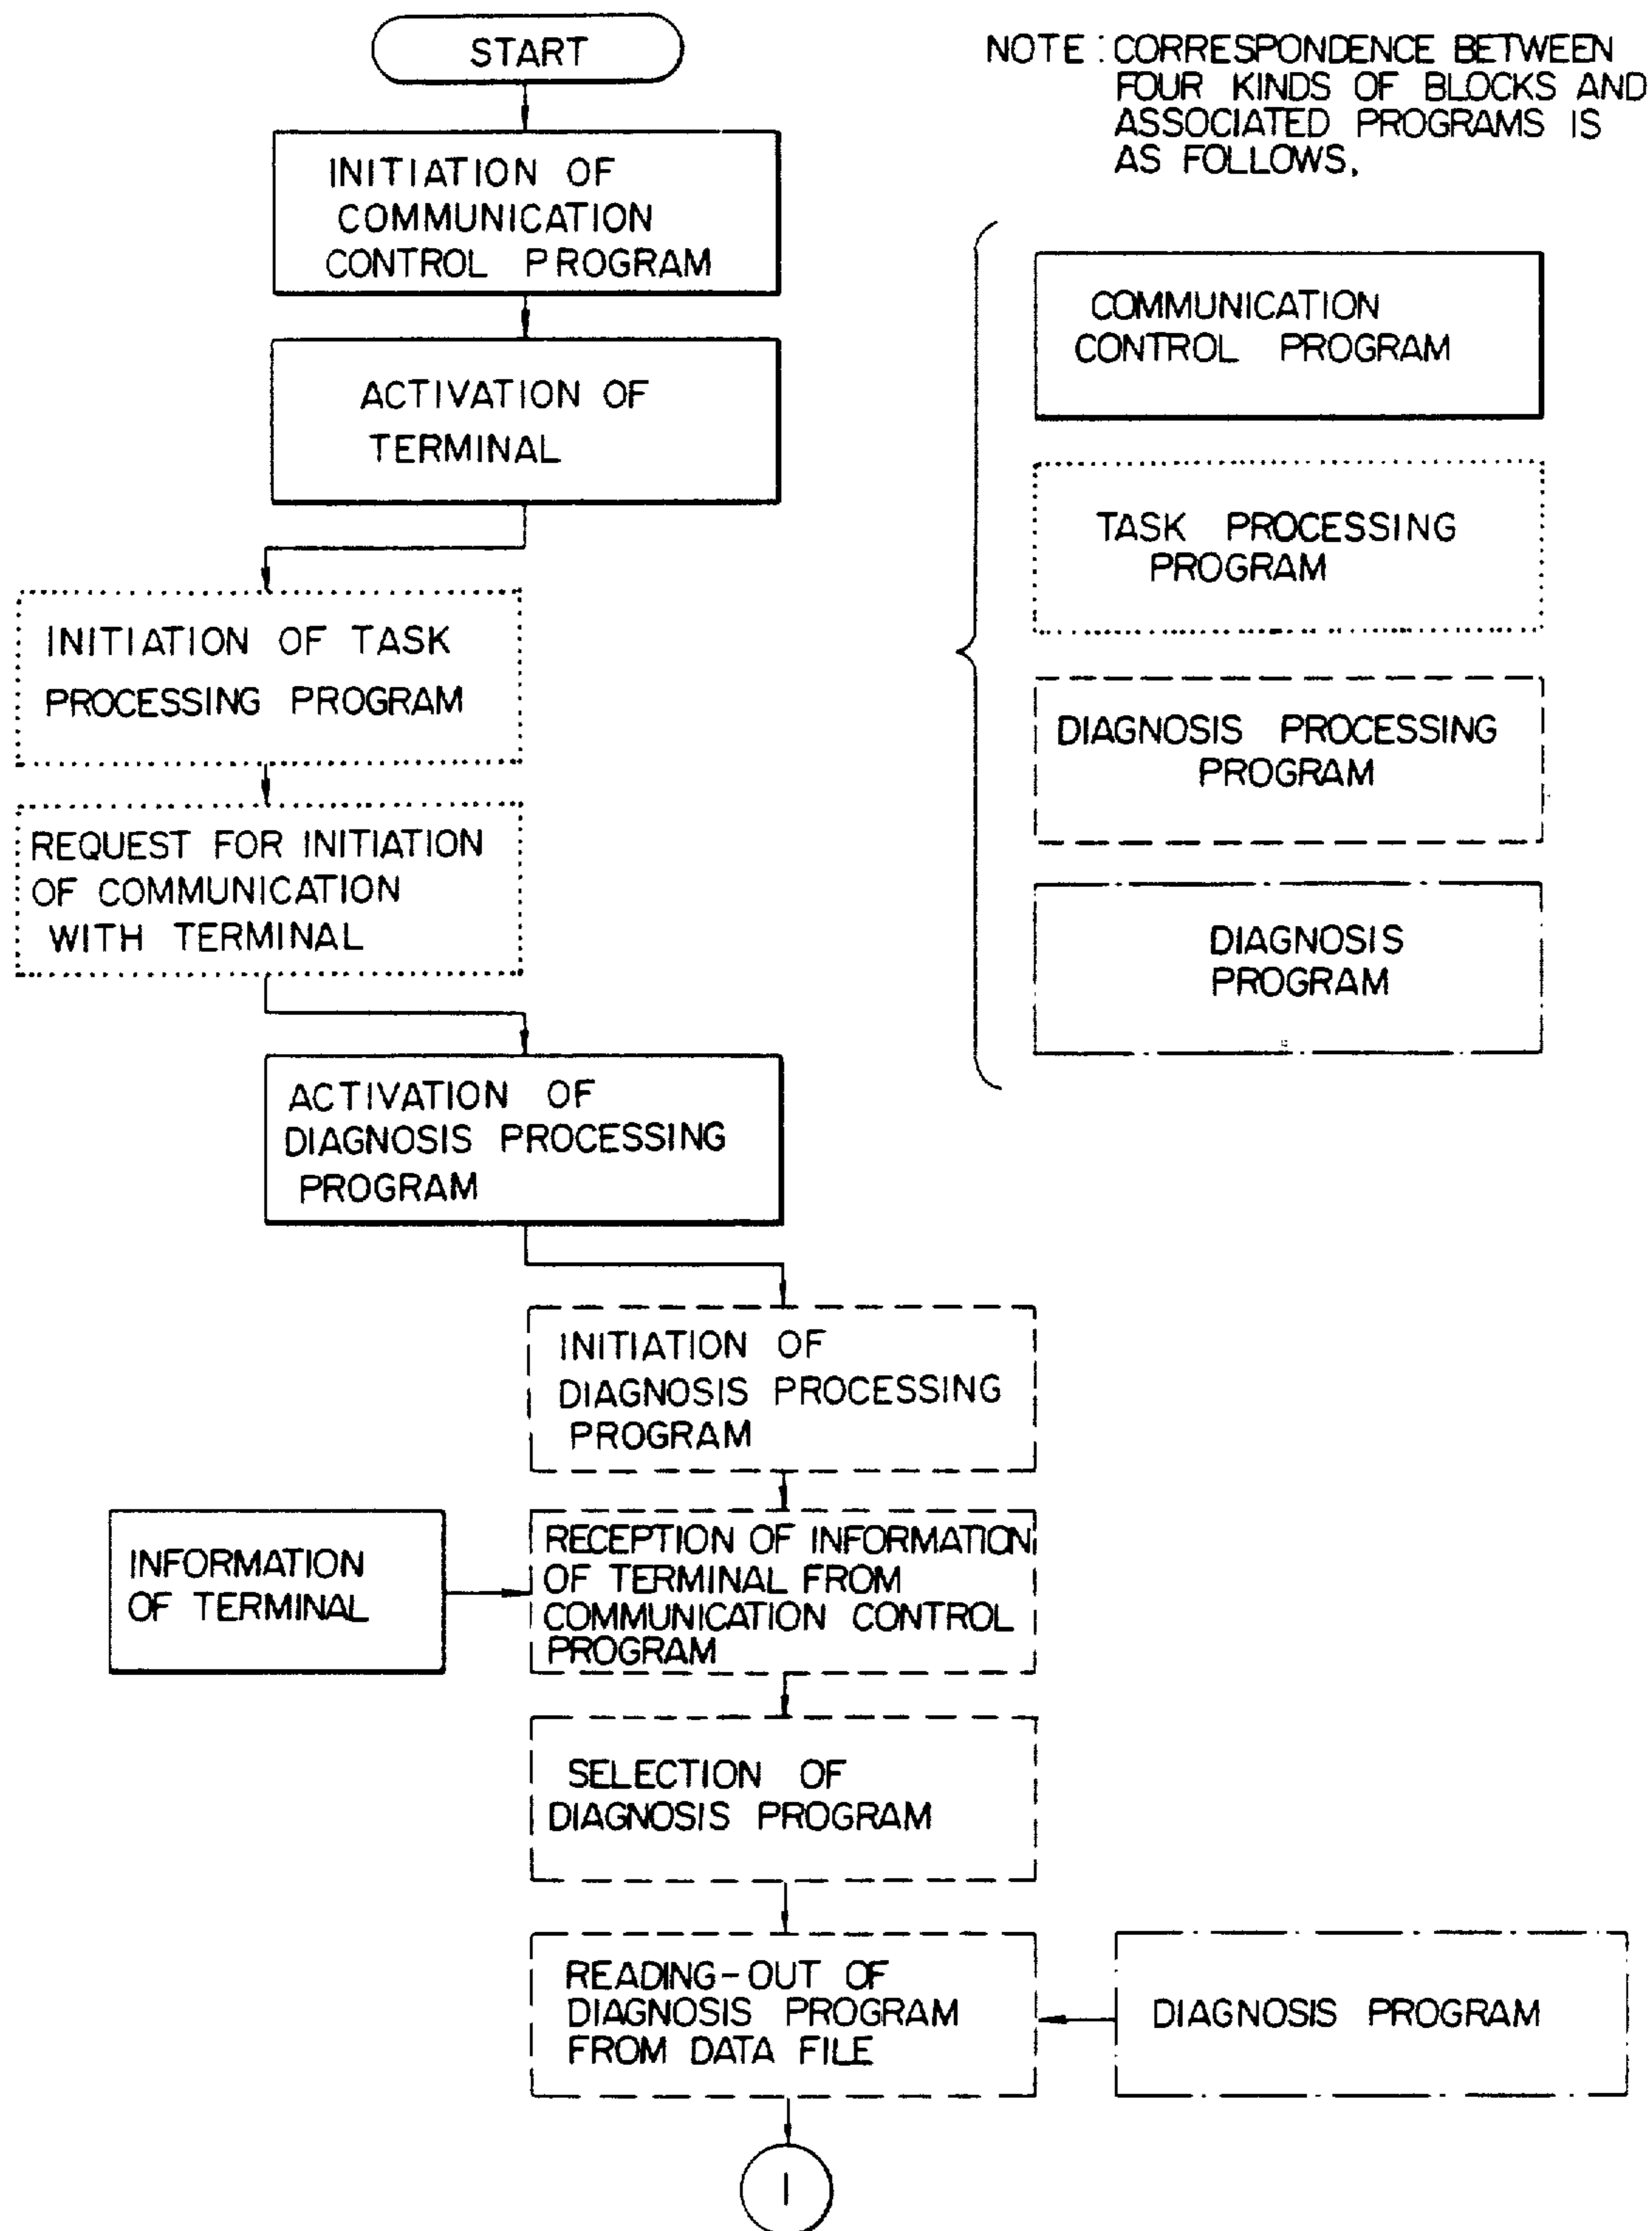 START
NOTE : CORRESPONDENCE BETWEEN
FOUR KINDS OF BLOCKS AND
ASSOCIATED PROGRAMS IS
AS FOLLOWS.
INITIATION OF
COMMUNICATION
CONTROL PROGRAM
ACTIVATION OF
TERMINAL
INITIATION OF TASK
PROCESSING PROGRAM
REQUEST FOR INITIATION
OF COMMUNICATION
WITH TERMINAL
ACTIVATION OF
DIAGNOSIS PROCESSING
PROGRAM
COMMUNICATION
CONTROL PROGRAM
TASK PROCESSING
PROGRAM
DIAGNOSIS PROCESSING
PROGRAM
DIAGNOSIS
PROGRAM
INITIATION OF
DIAGNOSIS PROCESSING
PROGRAM
INFORMATION
OF TERMINAL
RECEPTION OF INFORMATION
OF TERMINAL FROM
COMMUNICATION CONTROL
PROGRAM
SELECTION OF
DIAGNOSIS PROGRAM
READING-OUT OF
DIAGNOSIS PROGRAM
FROM DATA FILE
DIAGNOSIS PROGRAM
1